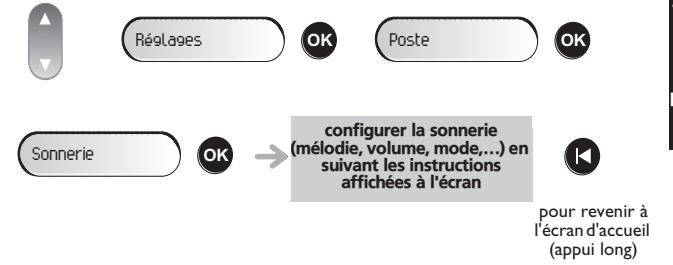 Réglages OK Poste OK
Sonnerie OK
configurer la sonnerie
(mélodie, volume, mode,...) en
suivant les instructions
affichées à l'écran
pour revenir à
l'écran d'accueil
(appui long)